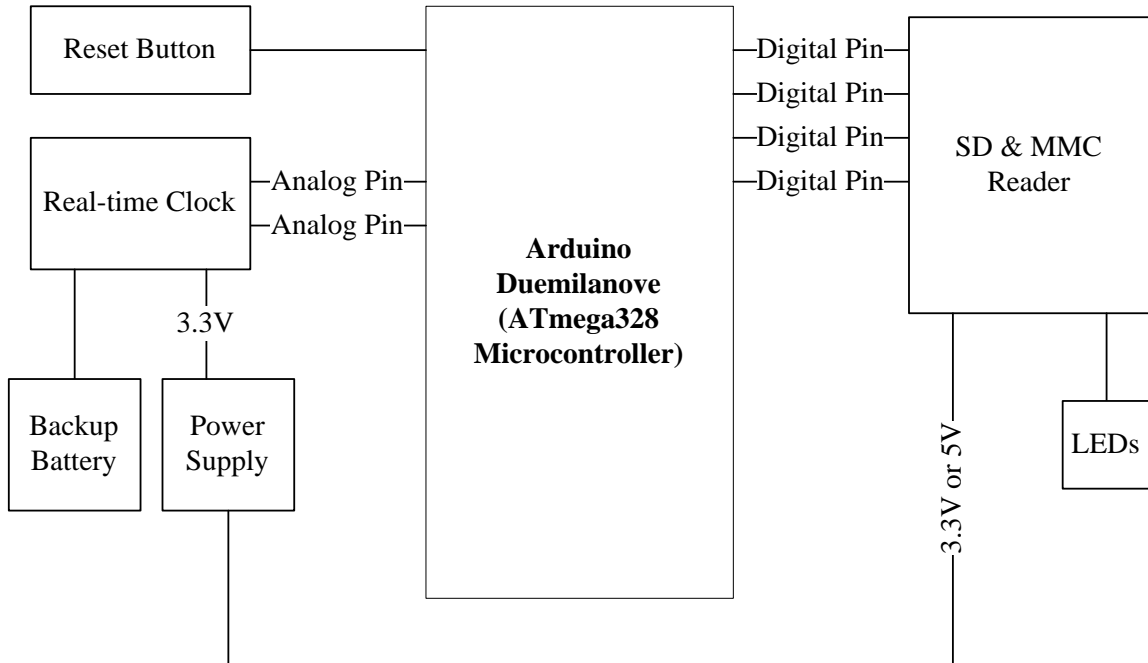 Reset Button
Digital Pin
Digital Pin
Digital Pin
Digital Pin
SD & MMC
Reader
Real-time Clock
Analog Pin
Analog Pin
Arduino
Duemilanove
(ATmega328
Microcontroller)
3.3V
Backup
Battery
Power
Supply
3.3V or 5V
LEDs